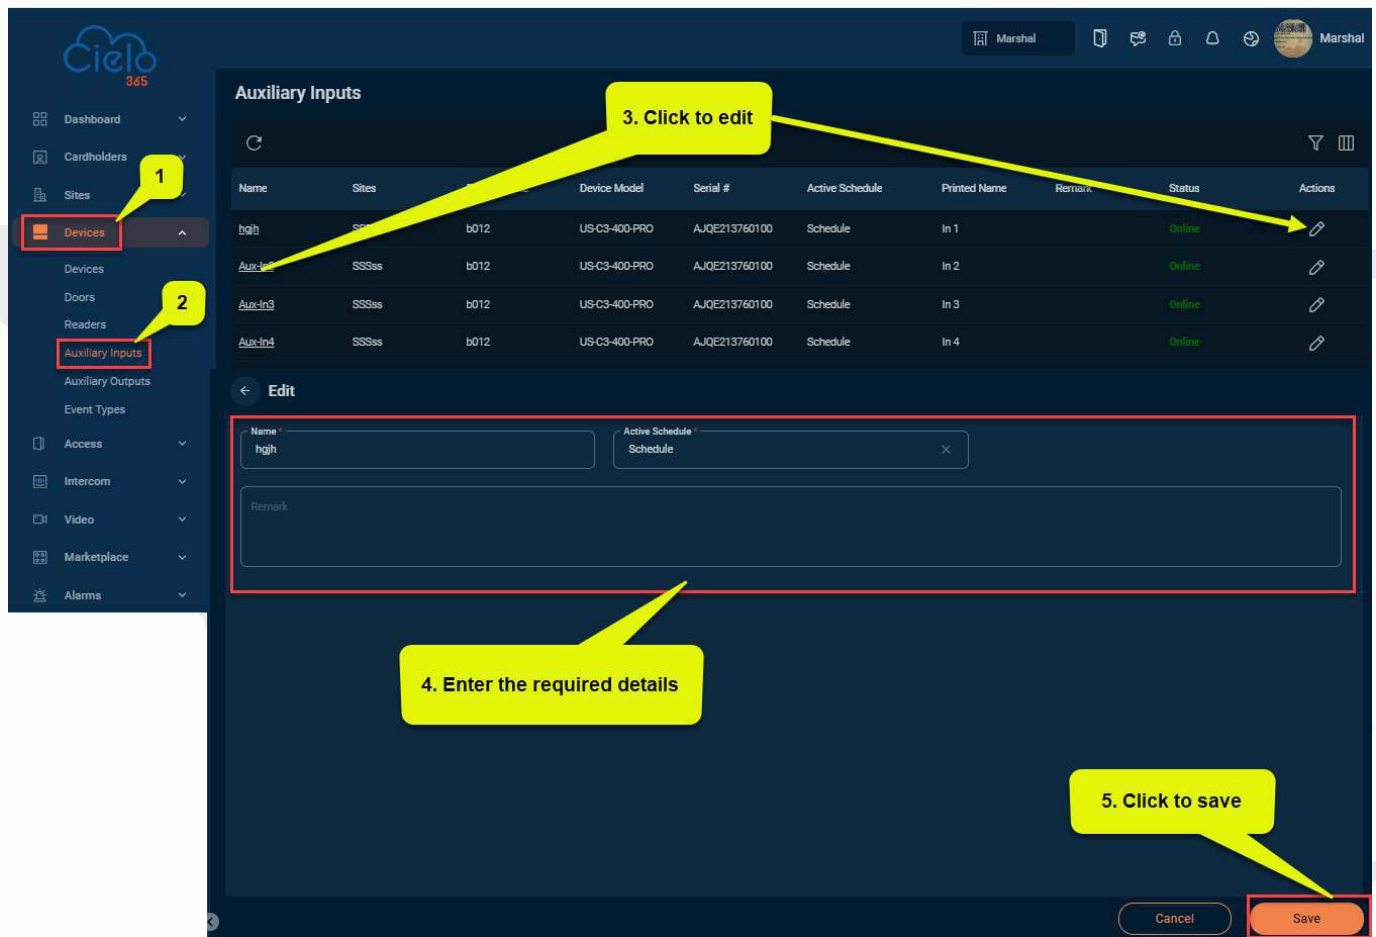 Cielo
365
Marshal
Marshal
Auxiliary Inputs
3. Click to edit
Dashboard
Cardholders
1
Sites
Devices
Devices
Doors
2
Readers
Auxiliary Inputs
Auxiliary Outputs
Event Types
Access
Intercom
Video
Marketplace
Alarms
Name Sites Device Model Serial # Active Schedule Printed Name Remark Status Actions
hgjh b012 US-C3-400-PRO AJQE213760100 Schedule In 1 Online
SSSss b012 US-C3-400-PRO AJQE213760100 Schedule In 2 Online
Aux-In3 SSSss b012 US-C3-400-PRO AJQE213760100 Schedule In 3 Online
Aux-In4 SSSss b012 US-C3-400-PRO AJQE213760100 Schedule In 4 Online
Edit
Name * Active Schedule *
hgjh Schedule
Remark
4. Enter the required details
5. Click to save
Cancel Save